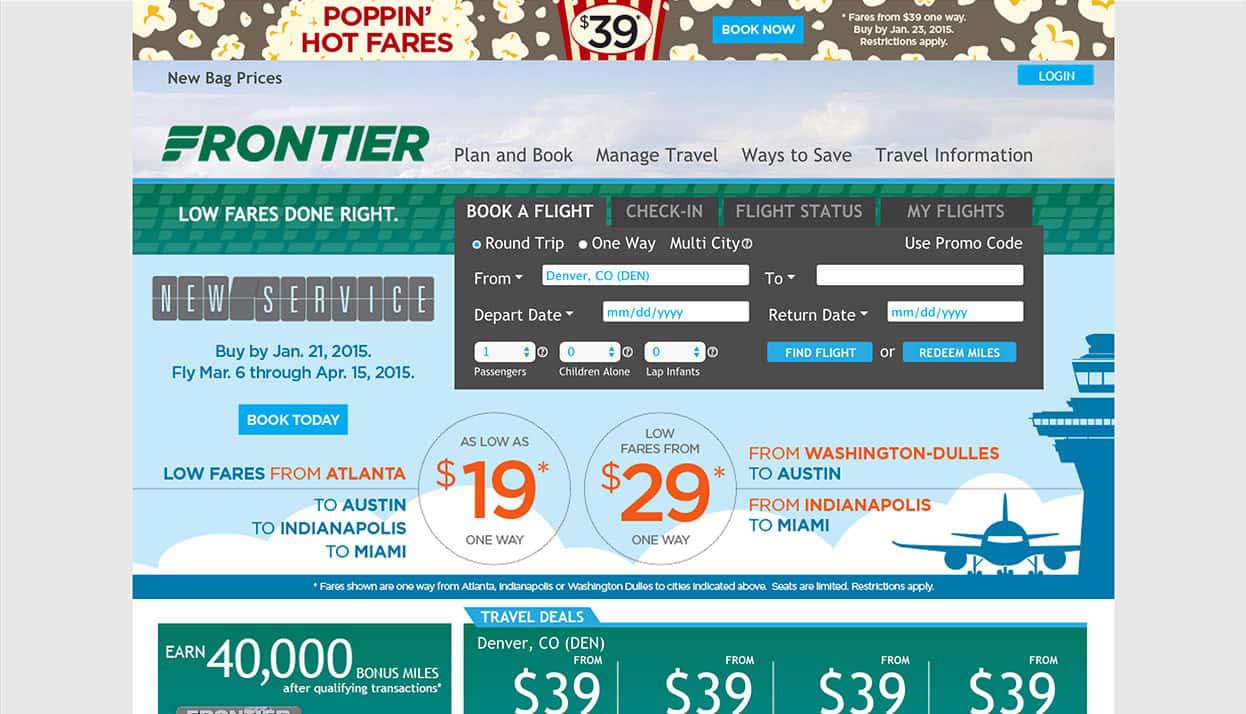 POPPIN'
HOT FARES
$39*
BOOK NOW
* Fares from $39 one way.
Buy by Jan. 23, 2015.
Restrictions apply.
New Bag Prices
LOGIN
FRONTIER
Plan and Book Manage Travel Ways to Save Travel Information
LOW FARES DONE RIGHT.
BOOK A FLIGHT CHECK-IN FLIGHT STATUS MY FLIGHTS
Round Trip One Way Multi City? Use Promo Code
From Denver, CO (DEN) To
Depart Date mm/dd/yyyy Return Date mm/dd/yyyy
1 ? 0 ? 0 ? FIND FLIGHT or REDEEM MILES
Passengers Children Alone Lap Infants
NEW SERVICE
Buy by Jan. 21, 2015.
Fly Mar. 6 through Apr. 15, 2015.
BOOK TODAY
LOW FARES FROM ATLANTA
TO AUSTIN
TO INDIANAPOLIS
TO MIAMI
AS LOW AS
$19*
ONE WAY
LOW
FARES FROM
$29*
ONE WAY
FROM WASHINGTON-DULLES
TO AUSTIN
FROM INDIANAPOLIS
TO MIAMI
* Fares shown are one way from Atlanta, Indianapolis or Washington Dulles to cities indicated above. Seats are limited. Restrictions apply.
EARN 40,000 BONUS MILES
after qualifying transactions*
FRONTIER
TRAVEL DEALS
Denver, CO (DEN)
FROM FROM FROM FROM
$39 $39 $39 $39